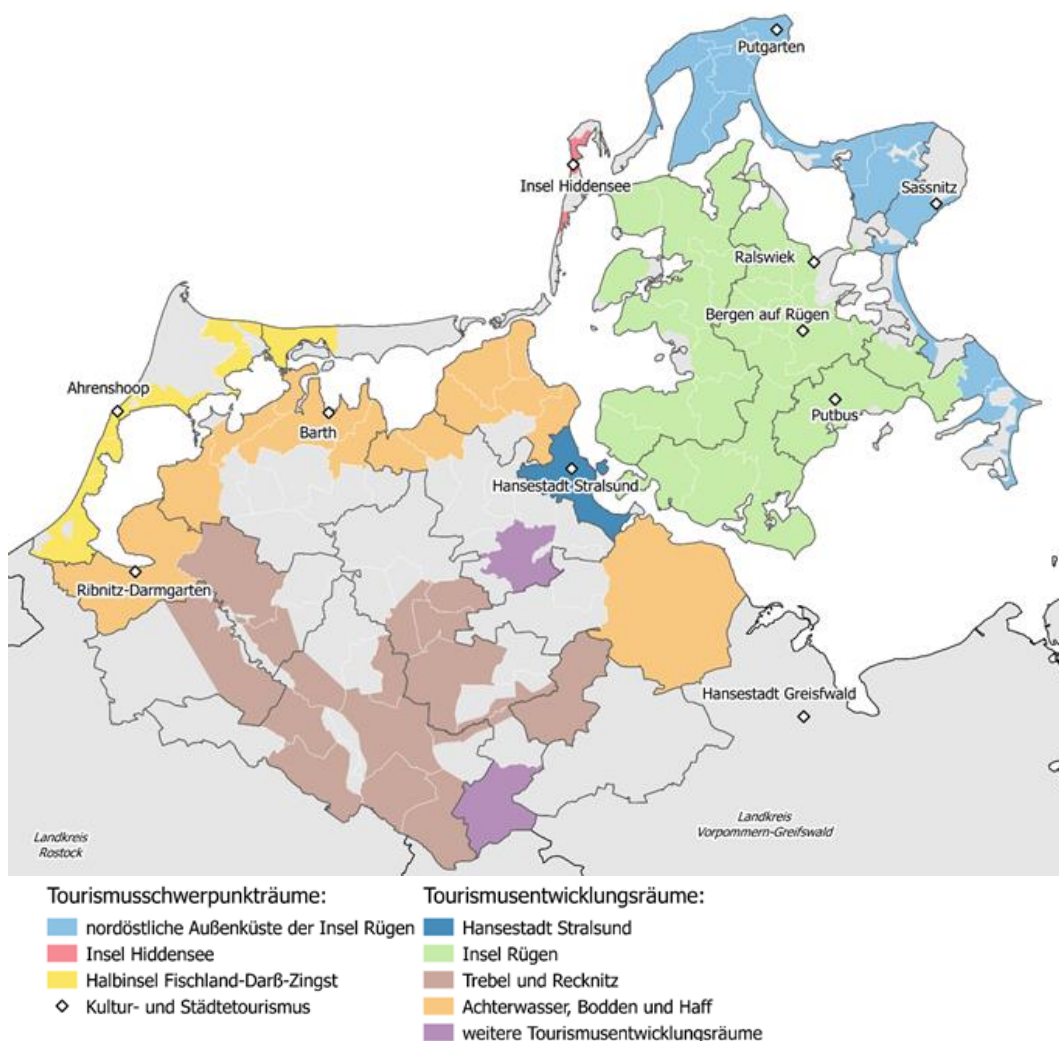 Putgarten
Insel Hiddensee
Sassnitz
Ralswiek
Bergen auf Rügen
Ahrenshoop
Putbus
Barth
Hansestadt Stralsund
Ribnitz-Darmgarten
Hansestadt Greisfwald
Landkreis
Rostock
Landkreis
Vorpommern-Greifswald
Tourismusschwerpunkträume:
nordöstliche Außenküste der Insel Rügen
Insel Hiddensee
Halbinsel Fischland-Darß-Zingst
Kultur- und Städtetourismus
Tourismusentwicklungsräume:
Hansestadt Stralsund
Insel Rügen
Trebel und Recknitz
Achterwasser, Bodden und Haff
weitere Tourismusentwicklungsräume